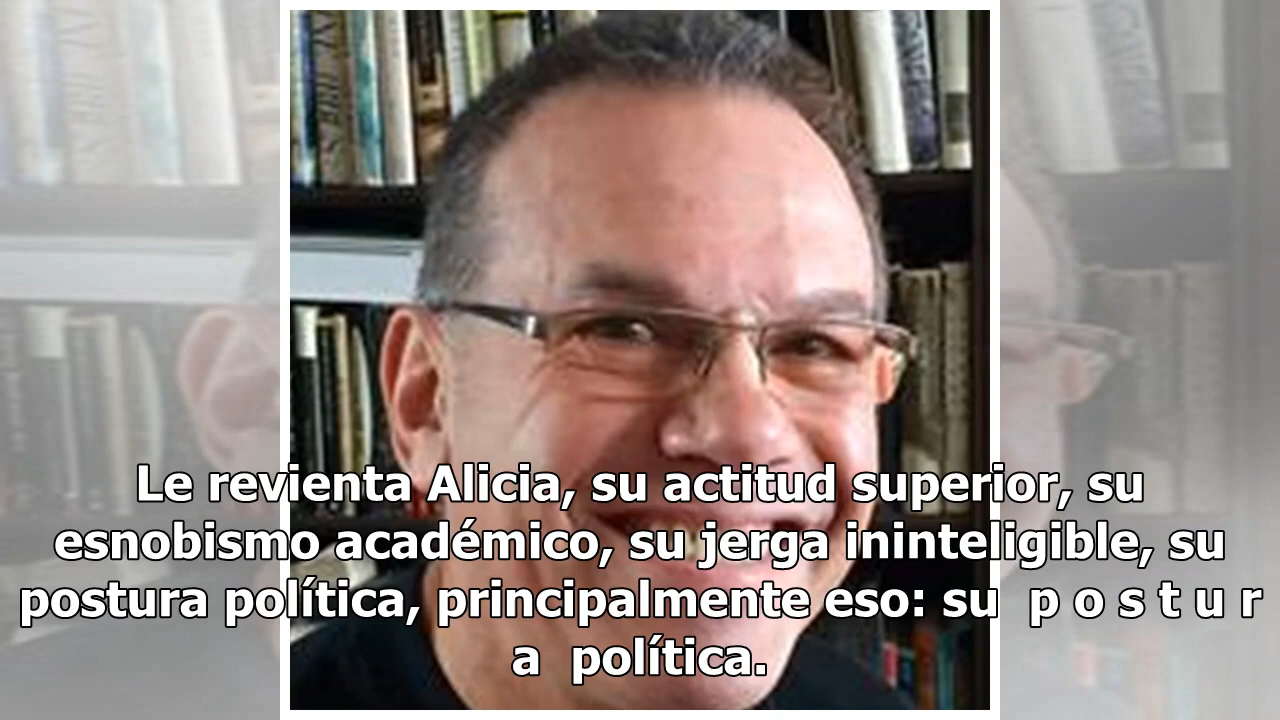 Le revienta Alicia, su actitud superior, su
esnobismo académico, su jerga ininteligible, su
postura política, principalmente eso: su  p o s t u r
a  política.